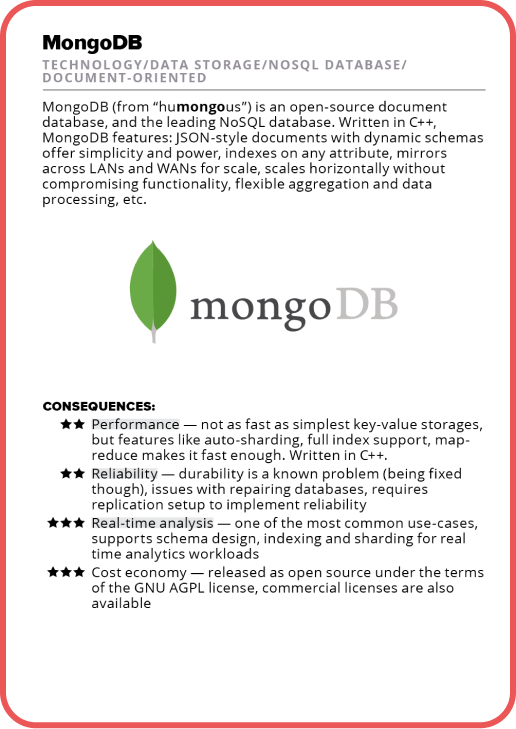 MongoDB
TECHNOLOGY/DATA STORAGE/NOSQL DATABASE/
DOCUMENT-ORIENTED
MongoDB (from “humongous”) is an open-source document
database, and the leading NoSQL database. Written in C++,
MongoDB features: JSON-style documents with dynamic schemas
offer simplicity and power, indexes on any attribute, mirrors
across LANs and WANs for scale, scales horizontally without
compromising functionality, flexible aggregation and data
processing, etc.
mongoDB
CONSEQUENCES:
★★ Performance — not as fast as simplest key-value storages,
but features like auto-sharding, full index support, map-
reduce makes it fast enough. Written in C++.
★★ Reliability — durability is a known problem (being fixed
though), issues with repairing databases, requires
replication setup to implement reliability
★★★ Real-time analysis — one of the most common use-cases,
supports schema design, indexing and sharding for real
time analytics workloads
★★★ Cost economy — released as open source under the terms
of the GNU AGPL license, commercial licenses are also
available